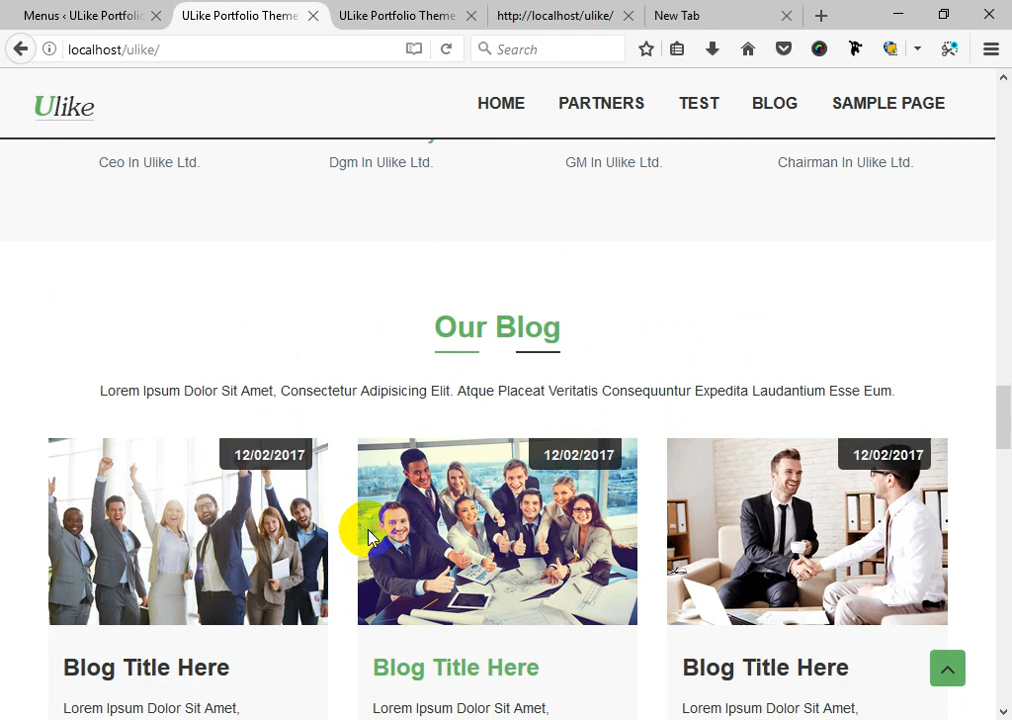 Menus ‹ ULike Portfolio
ULike Portfolio Theme
ULike Portfolio Theme
http://localhost/ulike/
New Tab
localhost/ulike/
Search
Ulike
HOME
PARTNERS
TEST
BLOG
SAMPLE PAGE
Ceo In Ulike Ltd.
Dgm In Ulike Ltd.
GM In Ulike Ltd.
Chairman In Ulike Ltd.
Our Blog
Lorem Ipsum Dolor Sit Amet, Consectetur Adipisicing Elit. Atque Placeat Veritatis Consequuntur Expedita Laudantium Esse Eum.
12/02/2017
12/02/2017
12/02/2017
Blog Title Here
Blog Title Here
Blog Title Here
Lorem Ipsum Dolor Sit Amet,
Lorem Ipsum Dolor Sit Amet,
Lorem Ipsum Dolor Sit Amet,